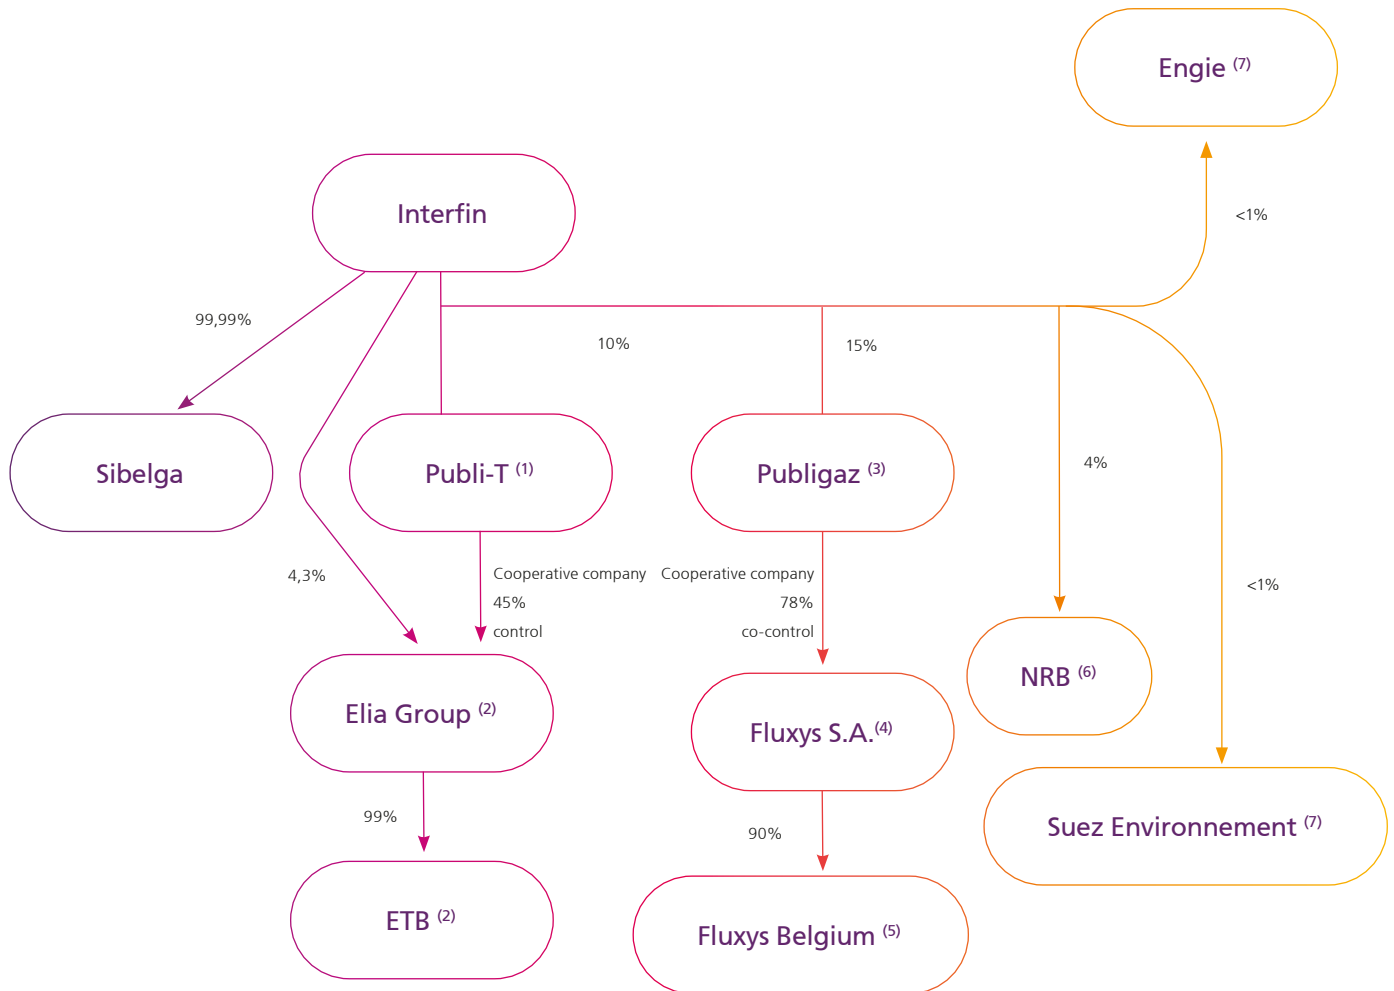 Engie (7)
Interfin
<1%
99,99%
10%
15%
Sibelga
Publi-T (1)
Publigaz (3)
4%
4,3%
Cooperative company
45%
control
Cooperative company
78%
co-control
<1%
Elia Group (2)
Fluxys S.A.(4)
NRB (6)
99%
90%
Suez Environnement (7)
ETB (2)
Fluxys Belgium (5)